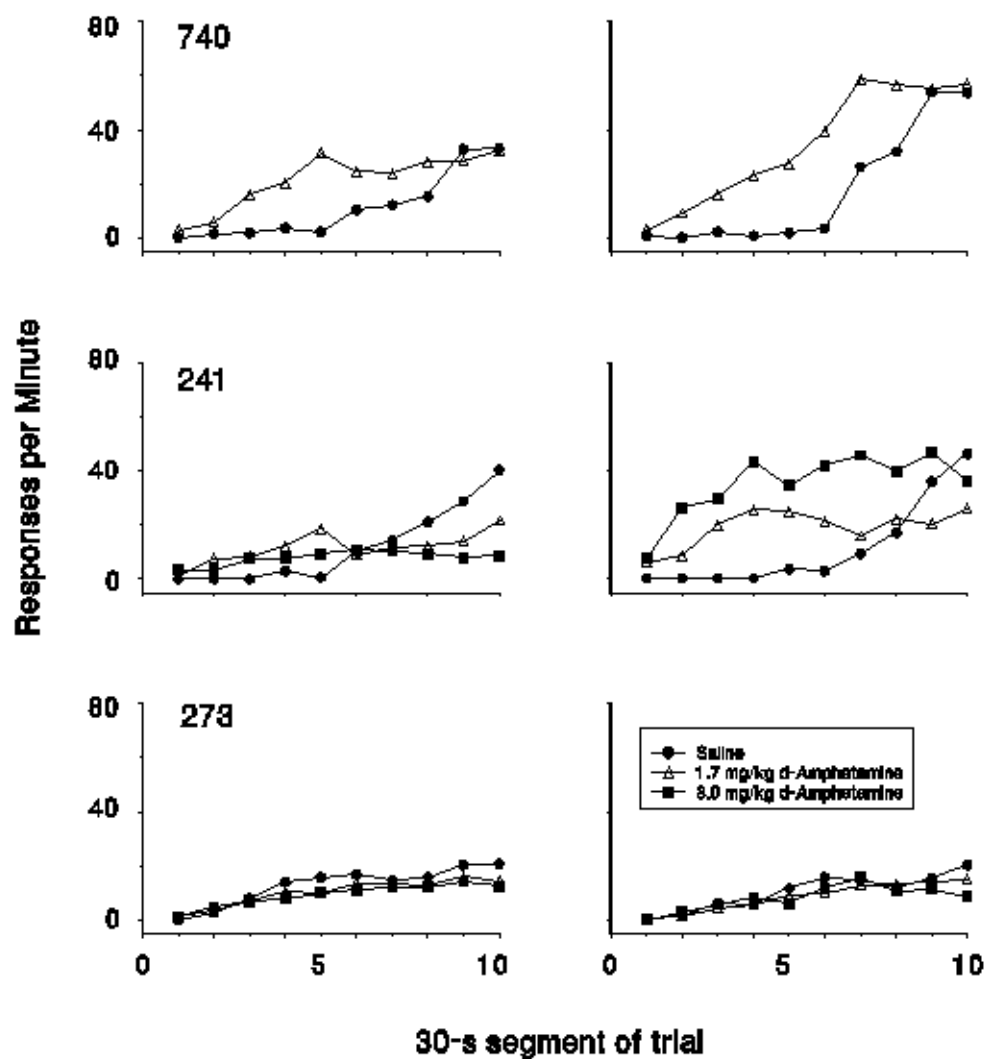 80
740
40
0
80
241
40
0
80
273
40
0
Saline
1.7 mg/kg d-Amphetamine
3.0 mg/kg d-Amphetamine
0 5 10
0 5 10
Responses per Minute
30-s segment of trial